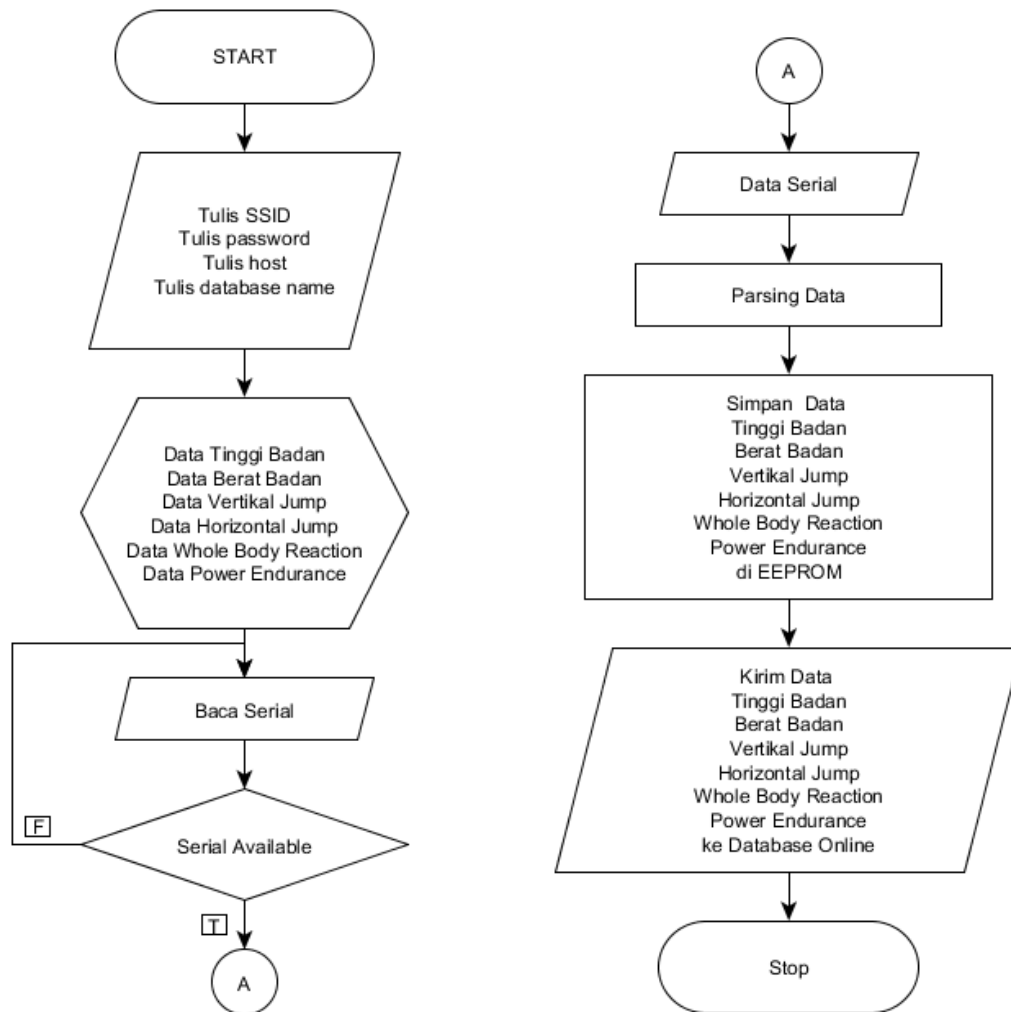 START
Tulis SSID
Tulis password
Tulis host
Tulis database name
Data Tinggi Badan
Data Berat Badan
Data Vertikal Jump
Data Horizontal Jump
Data Whole Body Reaction
Data Power Endurance
Baca Serial
Serial Available
F
T
A
A
Data Serial
Parsing Data
Simpan Data
Tinggi Badan
Berat Badan
Vertikal Jump
Horizontal Jump
Whole Body Reaction
Power Endurance
di EEPROM
Kirim Data
Tinggi Badan
Berat Badan
Vertikal Jump
Horizontal Jump
Whole Body Reaction
Power Endurance
ke Database Online
Stop